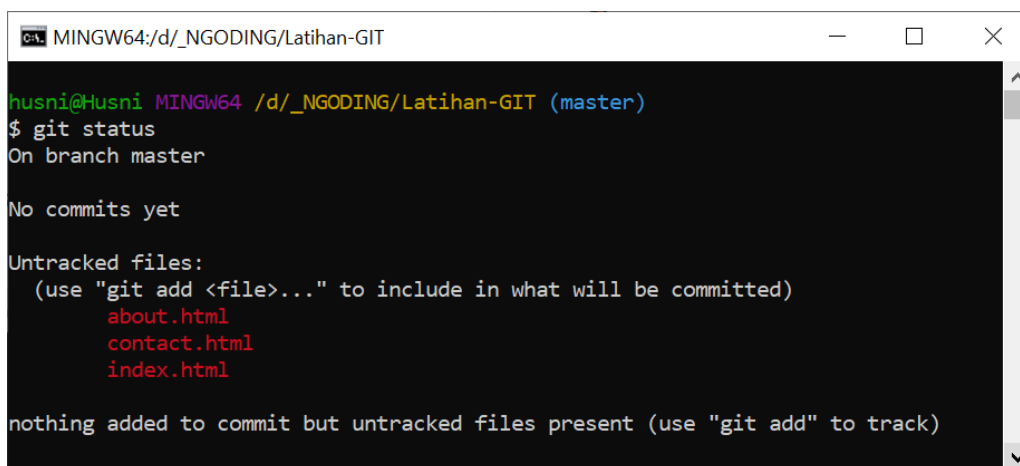 MINGW64:/d/_NGODING/Latihan-GIT
husni@Husni MINGW64 /d/_NGODING/Latihan-GIT (master)
$ git status
On branch master
No commits yet
Untracked files:
(use "git add <file>..." to include in what will be committed)
about.html
contact.html
index.html
nothing added to commit but untracked files present (use "git add" to track)